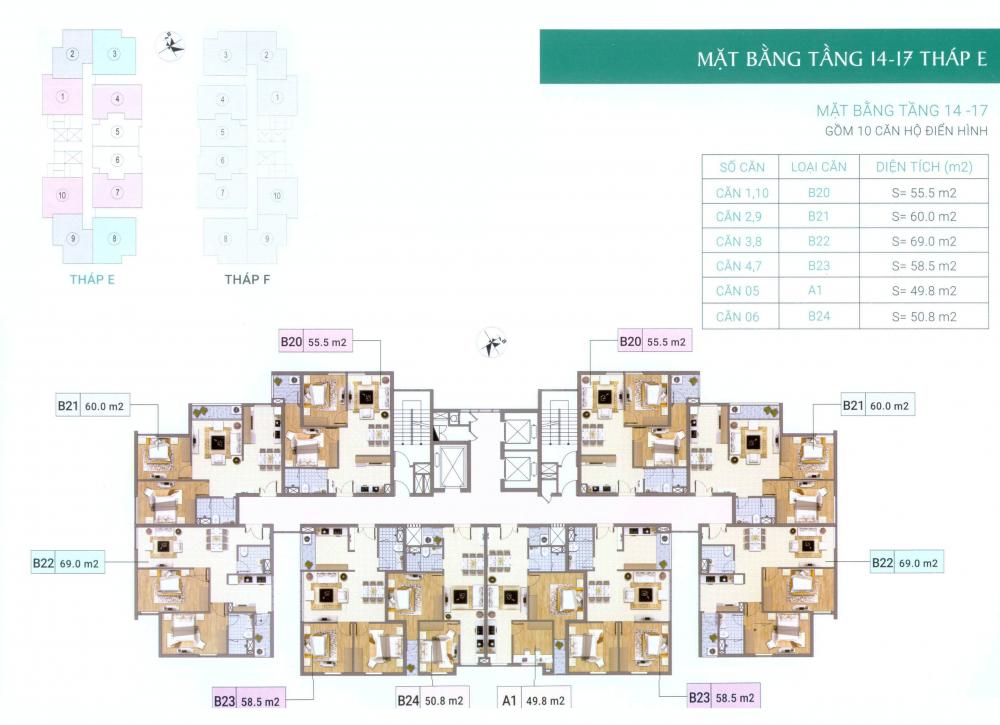 MẶT BẰNG TẦNG 14-17 THÁP E
MẶT BẰNG TẦNG 14 -17
GỒM 10 CĂN HỘ ĐIỂN HÌNH
SỐ CĂN LOẠI CĂN DIỆN TÍCH (m2)
CĂN 1,10 B20 S= 55.5 m2
CĂN 2,9 B21 S= 60.0 m2
CĂN 3,8 B22 S= 69.0 m2
CĂN 4,7 B23 S= 58.5 m2
CĂN 05 A1 S= 49.8 m2
CĂN 06 B24 S= 50.8 m2
2 3
1 4
5
6
10 7
9 8
THÁP E
3 2
4 1
5
6
7 10
8 9
THÁP F
B20 55.5 m2
B20 55.5 m2
B21 60.0 m2
B21 60.0 m2
B22 69.0 m2
B22 69.0 m2
B23 58.5 m2
B24 50.8 m2
A1 49.8 m2
B23 58.5 m2